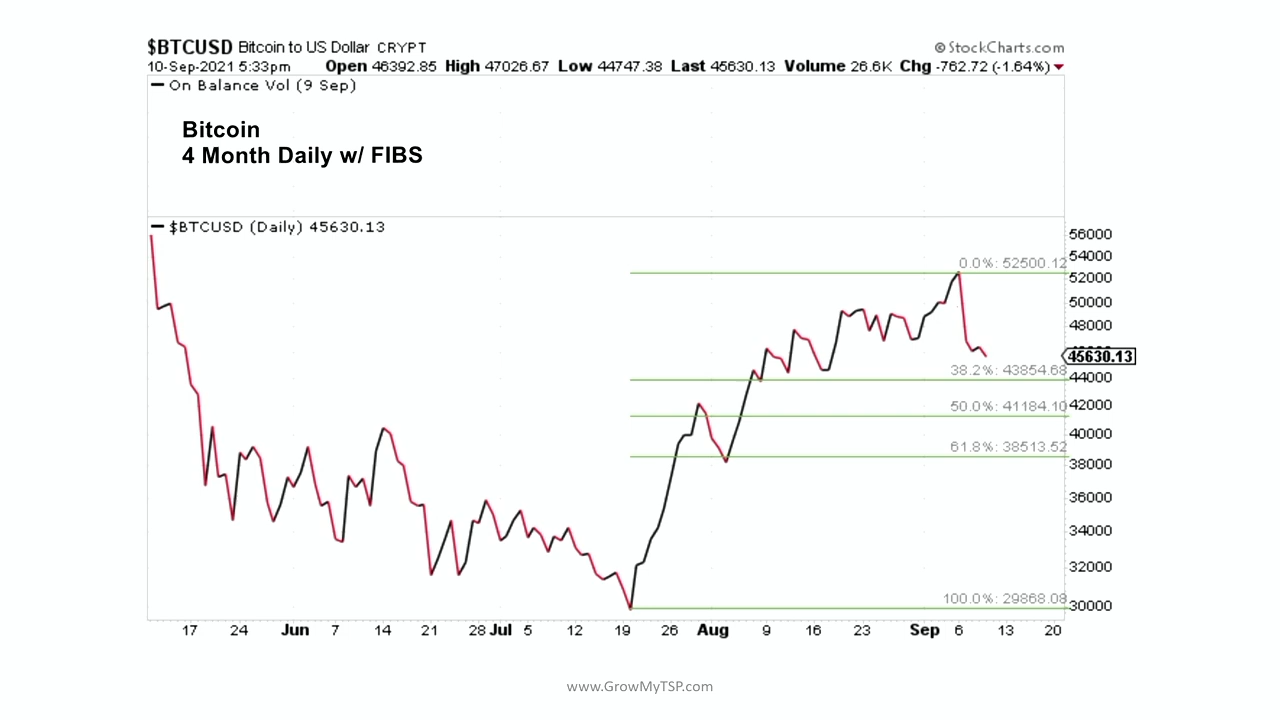 $BTCUSD Bitcoin to US Dollar CRYPT
© StockCharts.com
10-Sep-2021 5:33pm
Open 46392.85 High 47026.67 Low 44747.38 Last 45630.13 Volume 26.6K Chg -762.72 (-1.64%)
On Balance Vol (9 Sep)
Bitcoin
4 Month Daily w/ FIBS
$BTCUSD (Daily) 45630.13
56000
54000
0.0%: 52500.12
52000
50000
48000
45630.13
38.2%: 43854.68
44000
50.0%: 41184.10
42000
40000
61.8%: 38513.52
38000
36000
34000
32000
100.0%: 29868.08
30000
17 24 Jun 7 14 21 28 Jul 5 12 19 26 Aug 9 16 23 Sep 6 13 20
www.GrowMyTSP.com